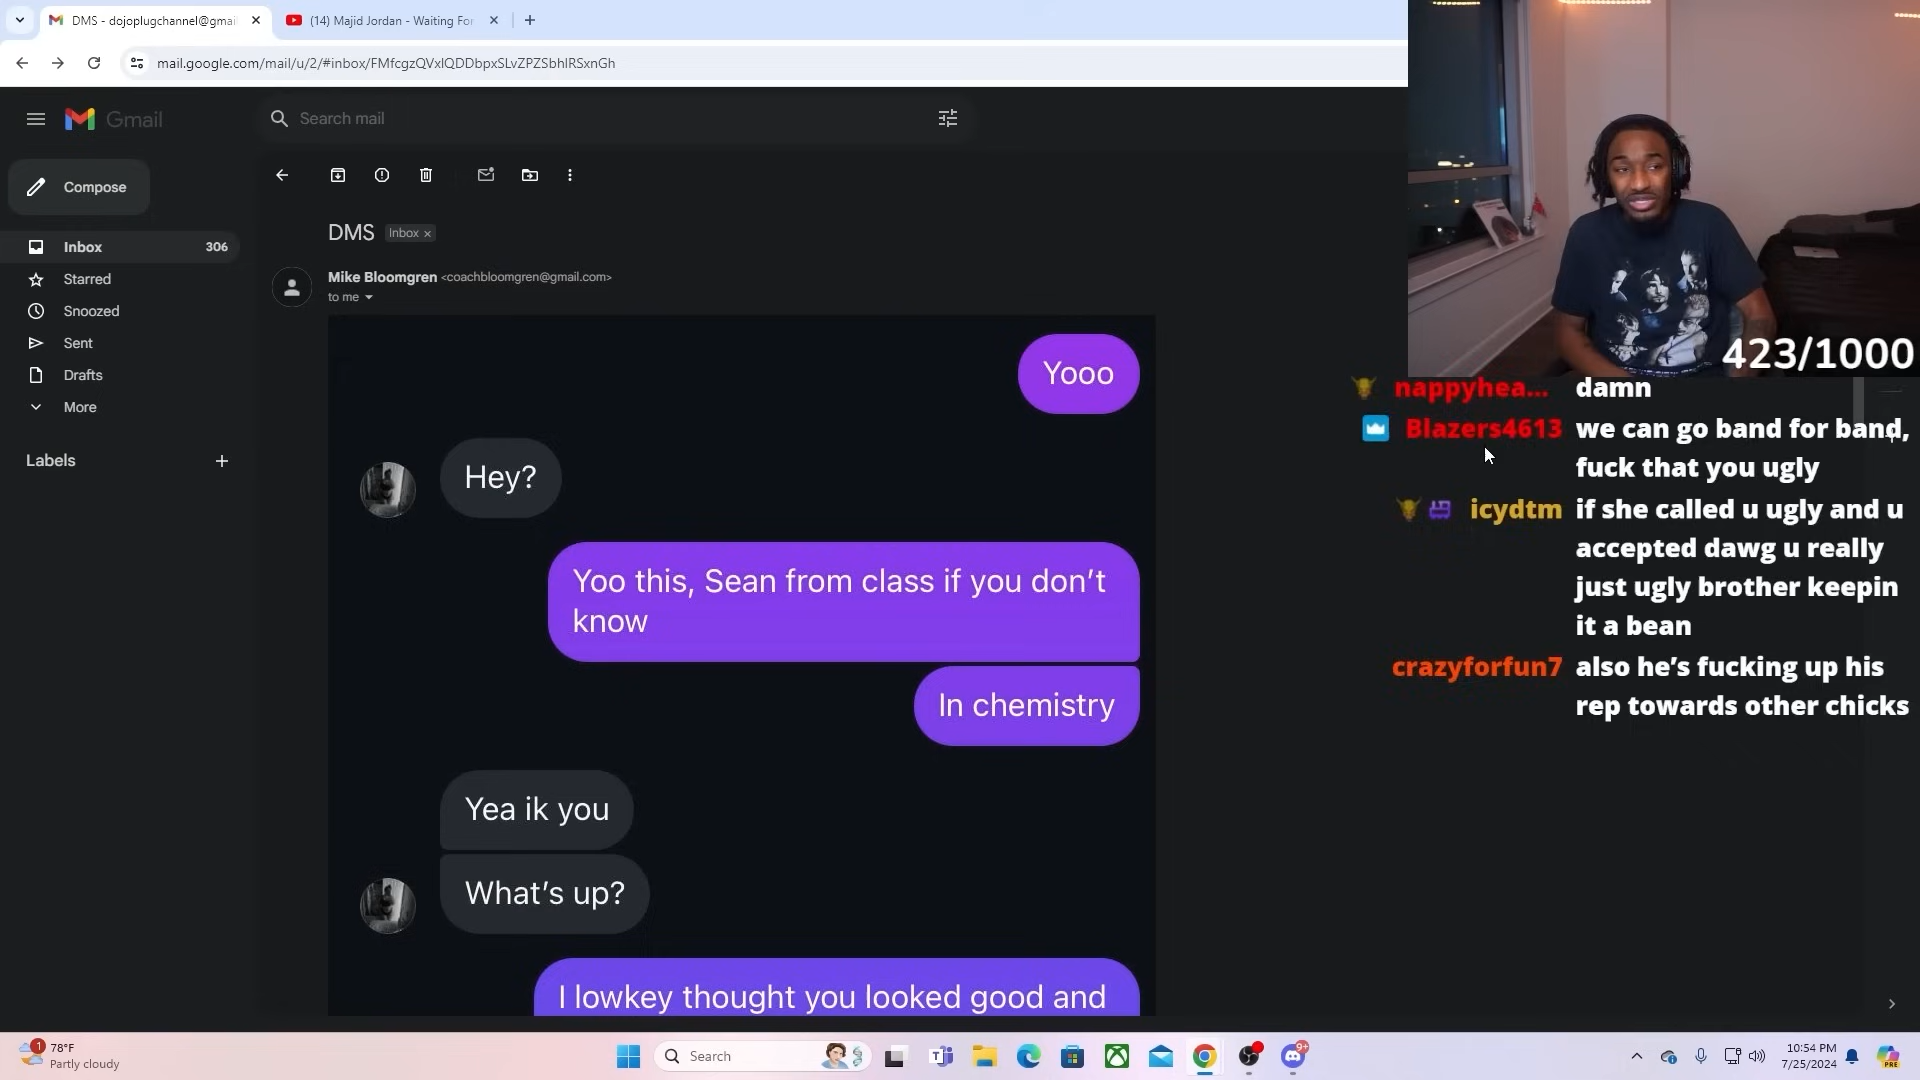 DMS - dojoplugchannel@gmai
(14) Majid Jordan - Waiting For
mail.google.com/mail/u/2/#inbox/FMfcgzQVxlQDDbpxSLvZPZSbhlRSxnGh
Gmail
Search mail
Compose
Inbox 306
Starred
Snoozed
Sent
Drafts
More
Labels
DMS Inbox ×
Mike Bloomgren <coachbloomgren@gmail.com>
to me
Yooo
Hey?
Yoo this, Sean from class if you don't
know
In chemistry
Yea ik you
What's up?
I lowkey thought you looked good and
423/1000
nappyhea... damn
Blazers4613 we can go band for band,
fuck that you ugly
icydtm if she called u ugly and u
accepted dawg u really
just ugly brother keepin
it a bean
crazyforfun7 also he's fucking up his
rep towards other chicks
1
78°F
Partly cloudy
Search
9+
10:54 PM
7/25/2024
PRE